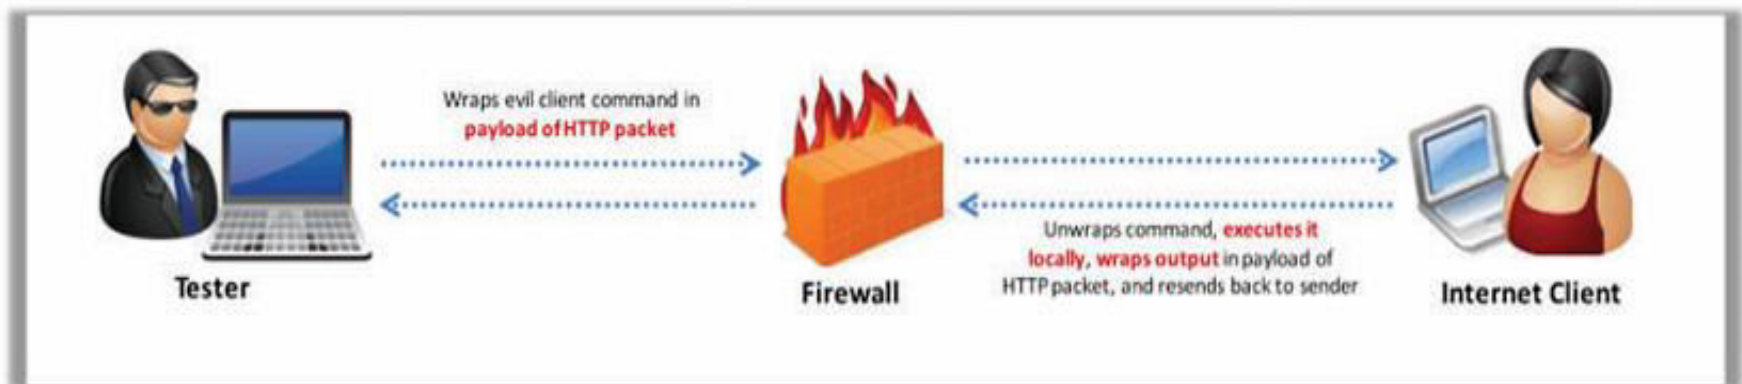 Wraps evil client command in
payload of HTTP packet
Unwraps command, executes it
locally, wraps output in payload of
HTTP packet, and resends back to sender
Tester
Firewall
Internet Client